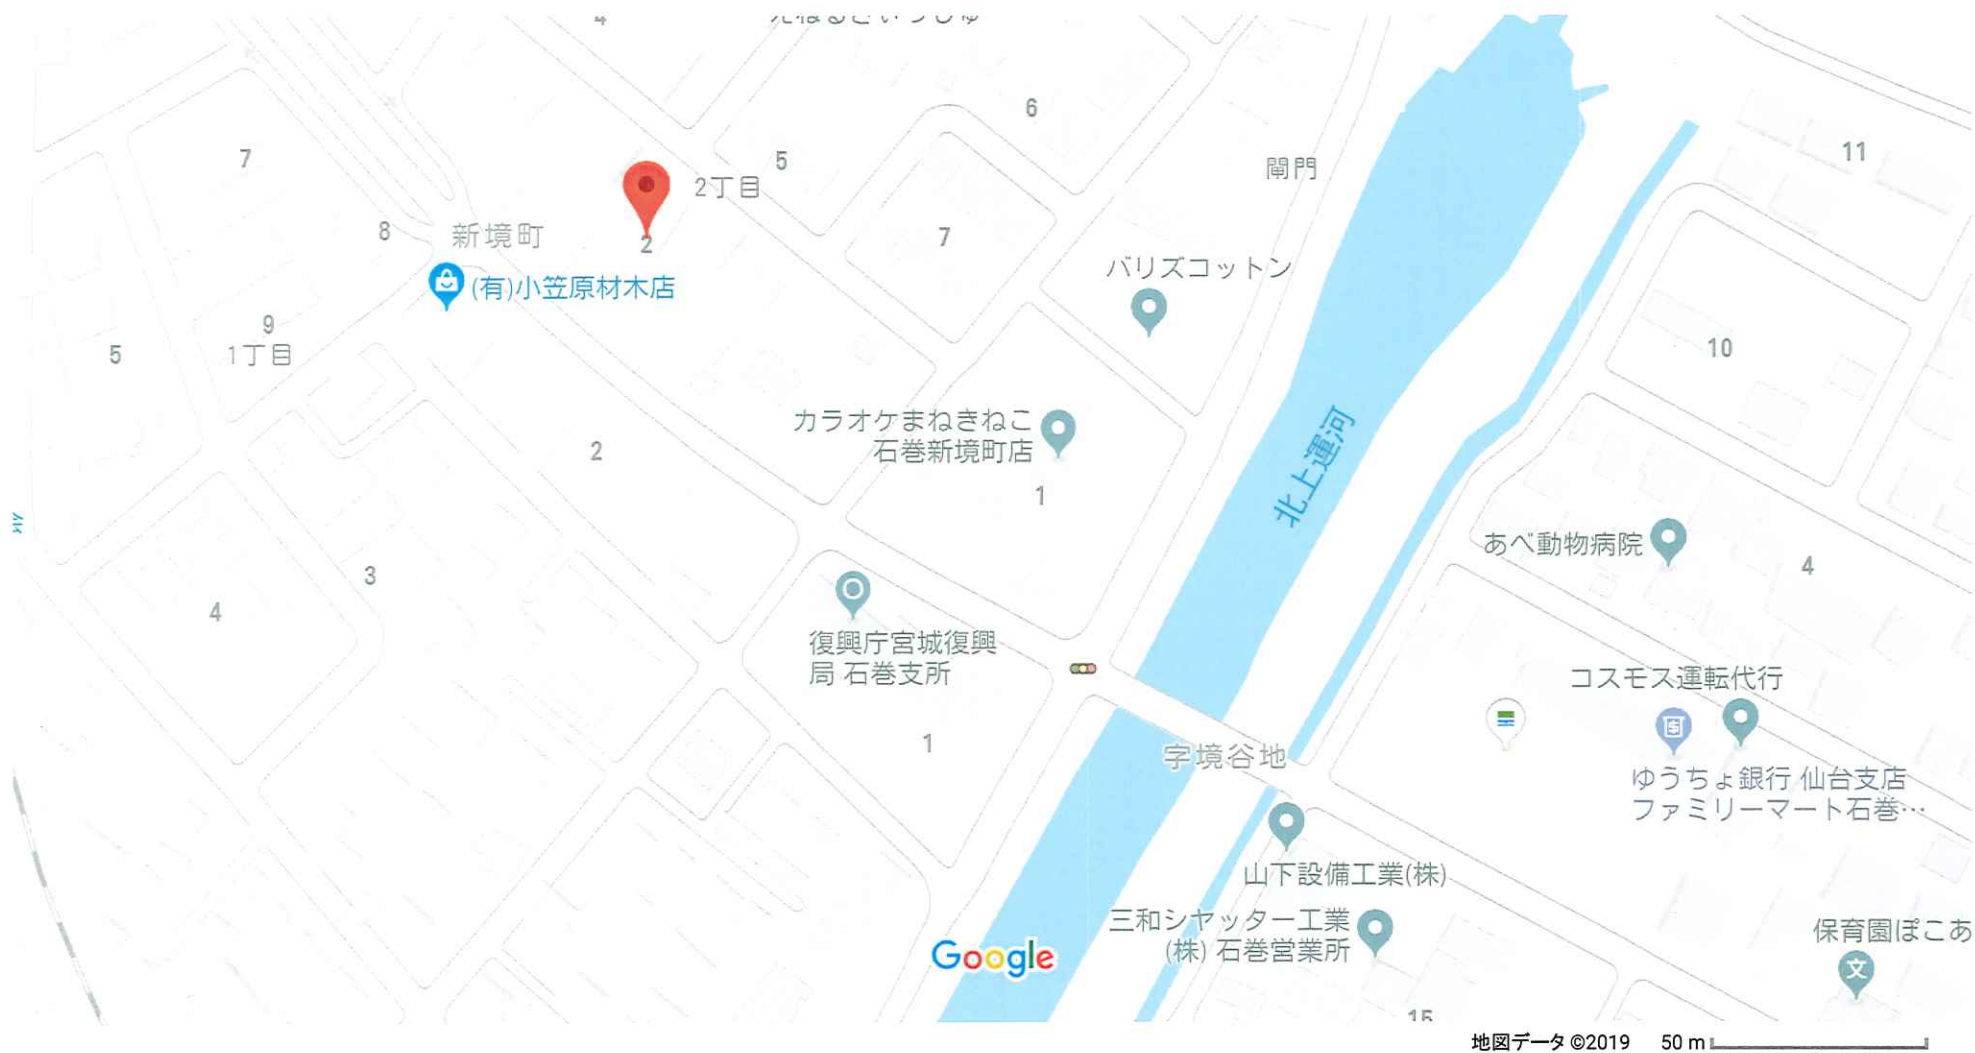 4
6
11
7
5
2丁目
閘門
8
新境町
2
7
バリズコットン
(有)小笠原材木店
9
1丁目
5
10
カラオケまねきねこ
石巻新境町店
2
1
北上運河
あべ動物病院
4
3
4
復興庁宮城復興
局 石巻支所
コスモス運転代行
1
字境谷地
ゆうちょ銀行 仙台支店
ファミリーマート石巻…
山下設備工業(株)
三和シヤッター工業
(株) 石巻営業所
保育園ぽこあ
文
Google
15
地図データ ©2019 50 m